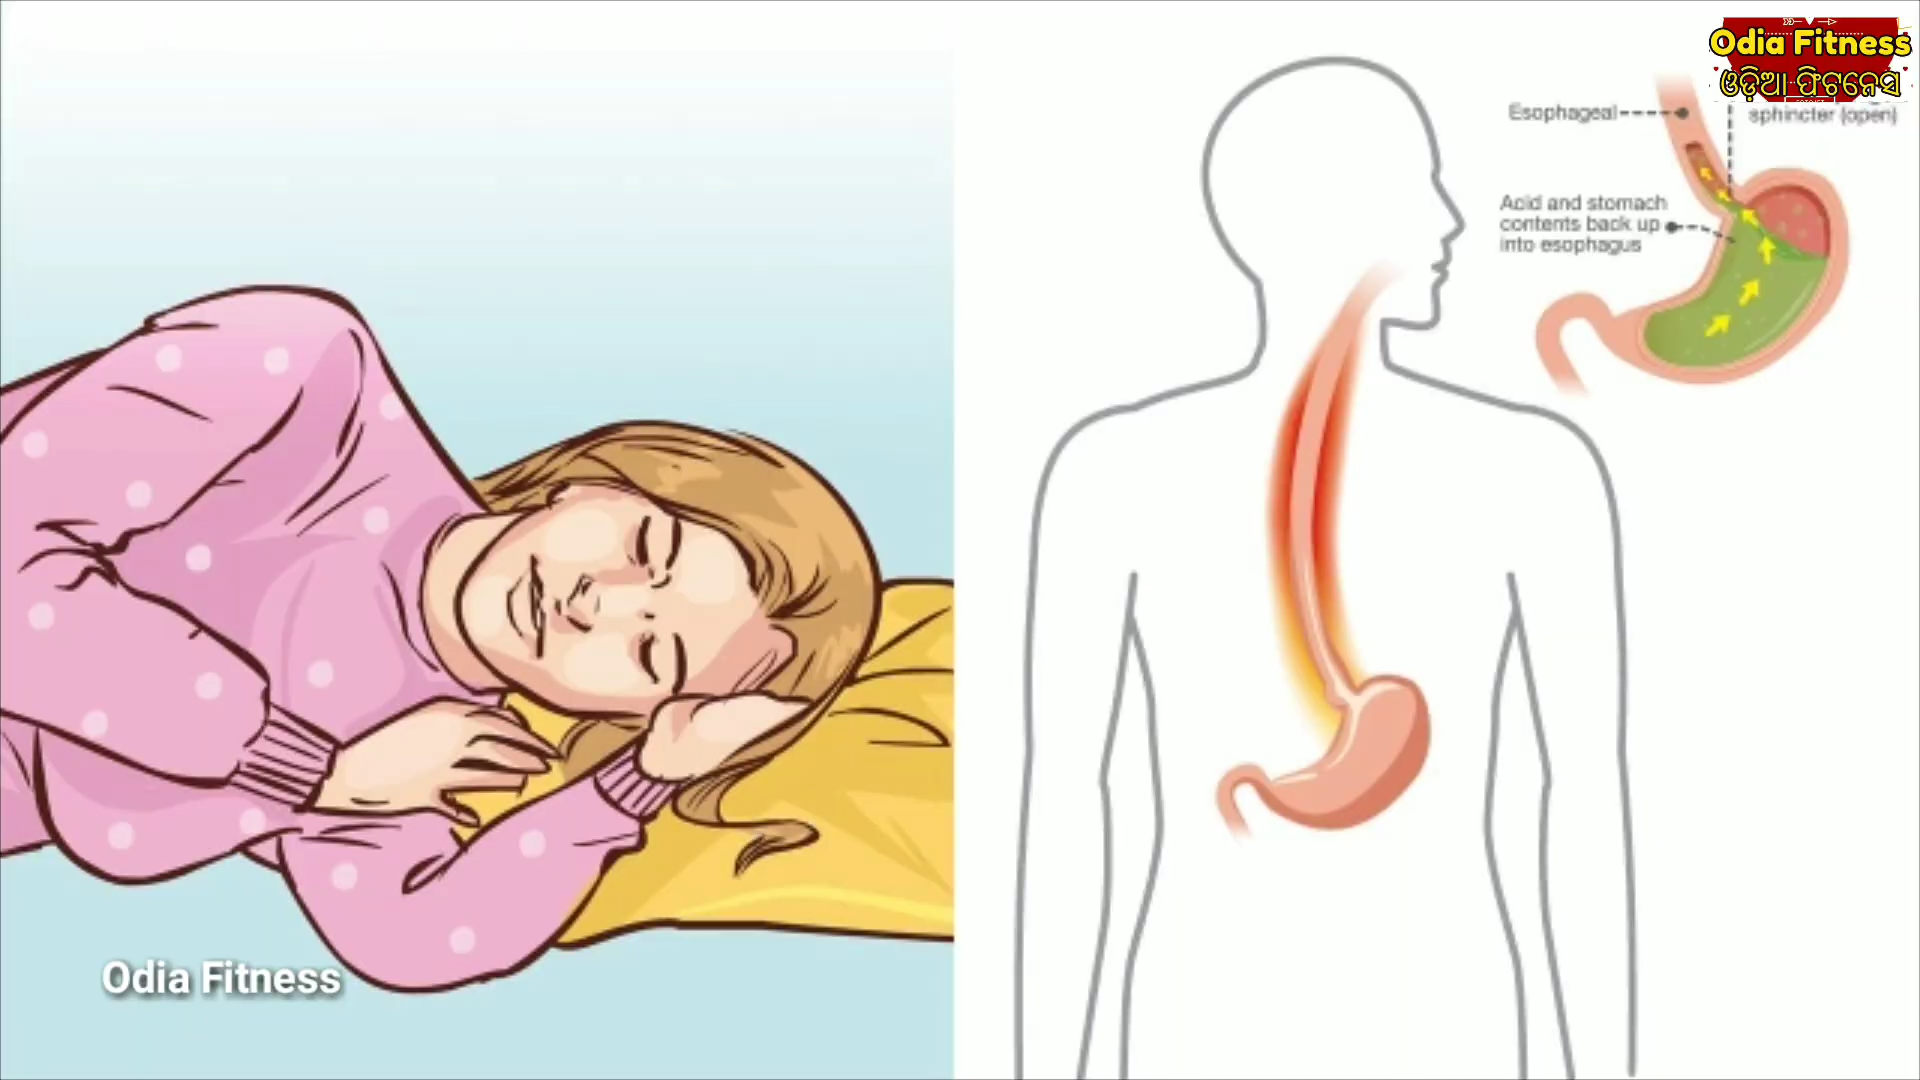 Odia Fitness
ଓଡ଼ିଆ ଫିଟନେସ
Esophageal
sphincter (open)
Acid and stomach
contents back up
into esophagus
Odia Fitness